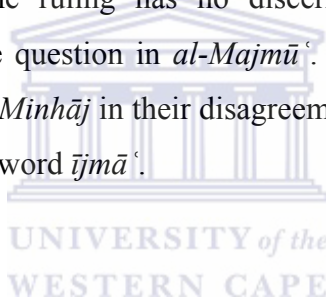 ne ruling has no discer
e question in al-Majmūʿ.
Minhāj in their disagreem
word ījmāʿ.
UNIVERSITY of the
WESTERN CAPE